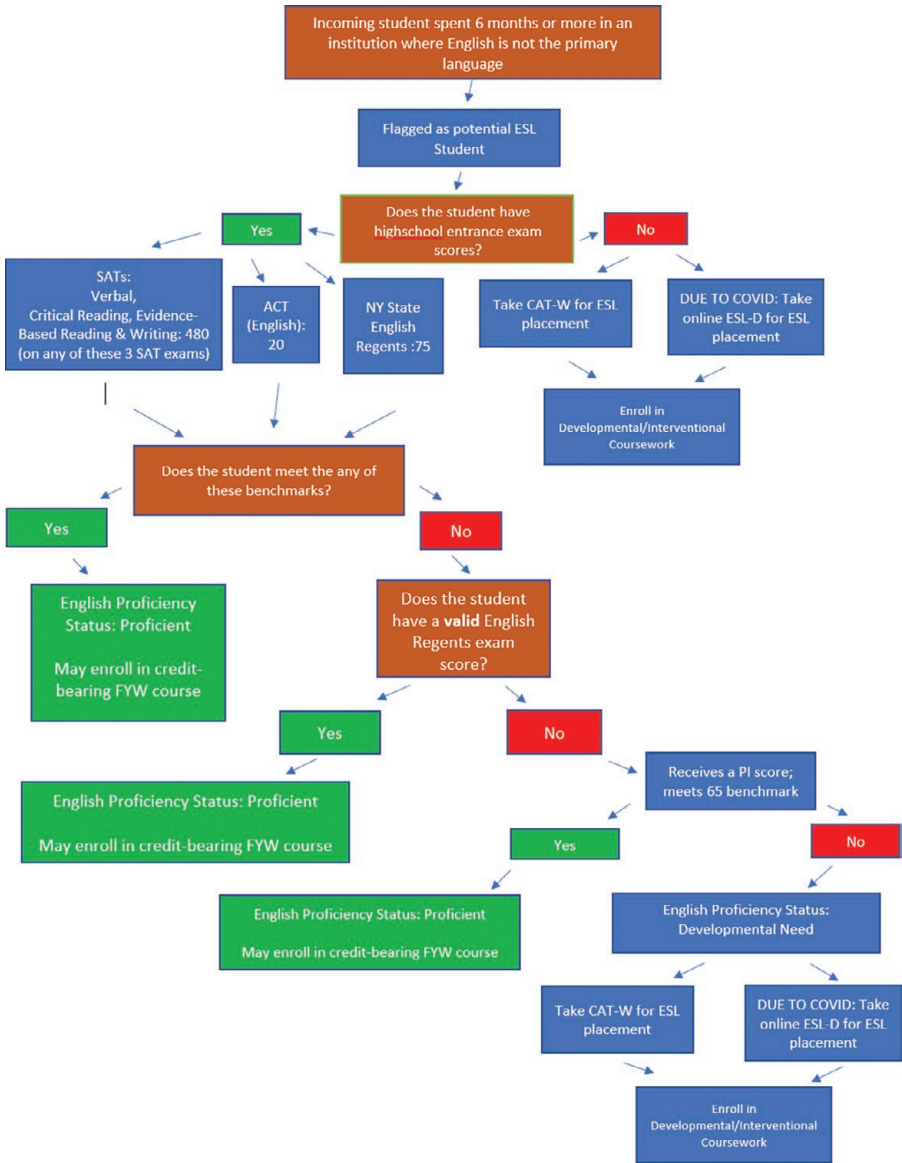 Incoming student spent 6 months or more in an
institution where English is not the primary
language
Flagged as potential ESL
Student
Does the student have
highschool entrance exam
scores?
Yes
No
SATs:
Verbal,
Critical Reading, Evidence-
Based Reading & Writing: 480
(on any of these 3 SAT exams)
ACT
(English):
20
NY State
English
Regents :75
Take CAT-W for ESL
placement
DUE TO COVID: Take
online ESL-D for ESL
placement
Enroll in
Developmental/Interventional
Coursework
Does the student meet the any of
these benchmarks?
Yes
No
English Proficiency
Status: Proficient
May enroll in credit-
bearing FYW course
Does the student
have a valid English
Regents exam
score?
Yes
No
English Proficiency Status: Proficient
May enroll in credit-bearing FYW course
Receives a PI score;
meets 65 benchmark
Yes
No
English Proficiency Status: Proficient
May enroll in credit-bearing FYW course
English Proficiency Status:
Developmental Need
Take CAT-W for ESL
placement
DUE TO COVID: Take
online ESL-D for ESL
placement
Enroll in
Developmental/Interventional
Coursework